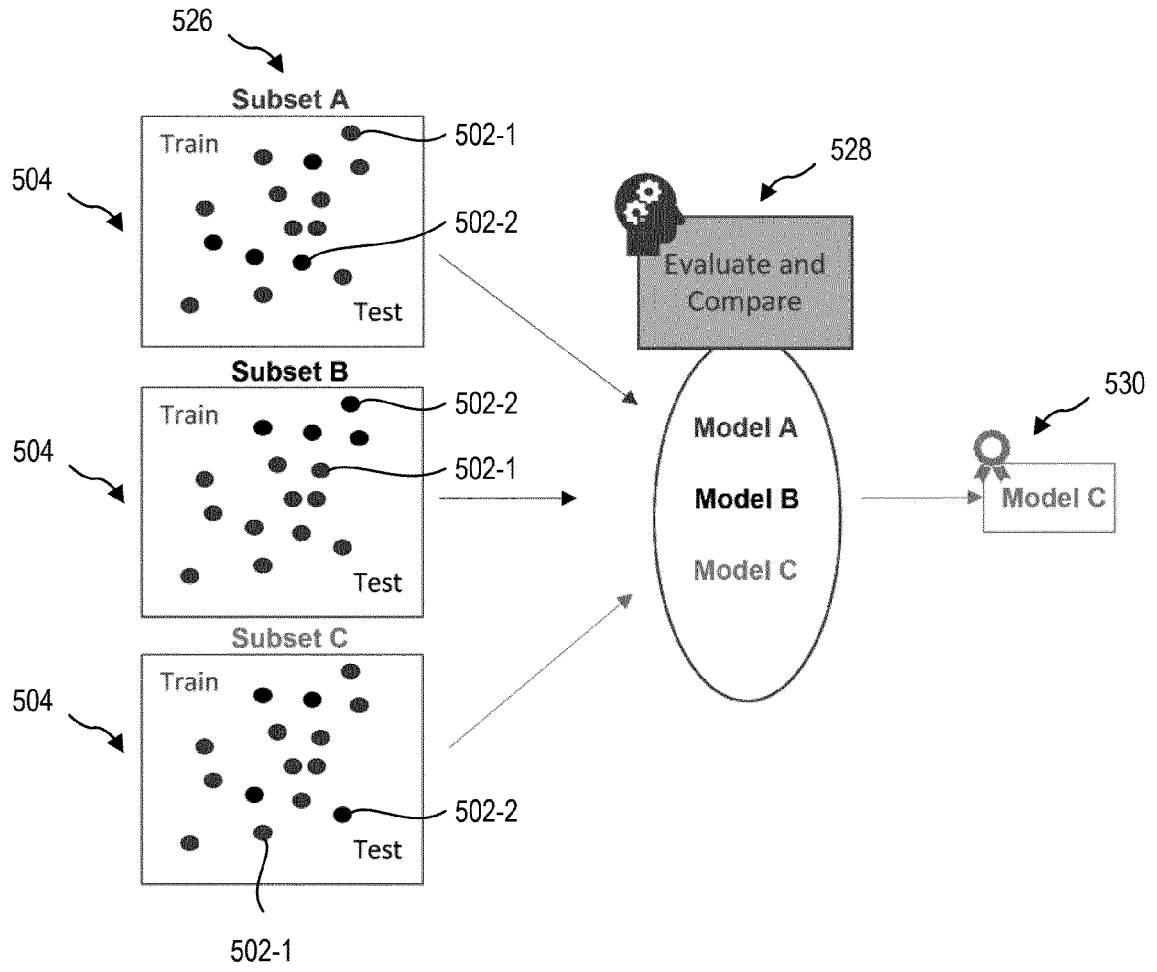 526
Subset A
Train
502-1
504
502-2
Test
528
Evaluate and
Compare
Subset B
Train
502-2
504
502-1
Test
Model A
Model B
Model C
530
Model C
Subset C
Train
504
502-2
Test
502-1